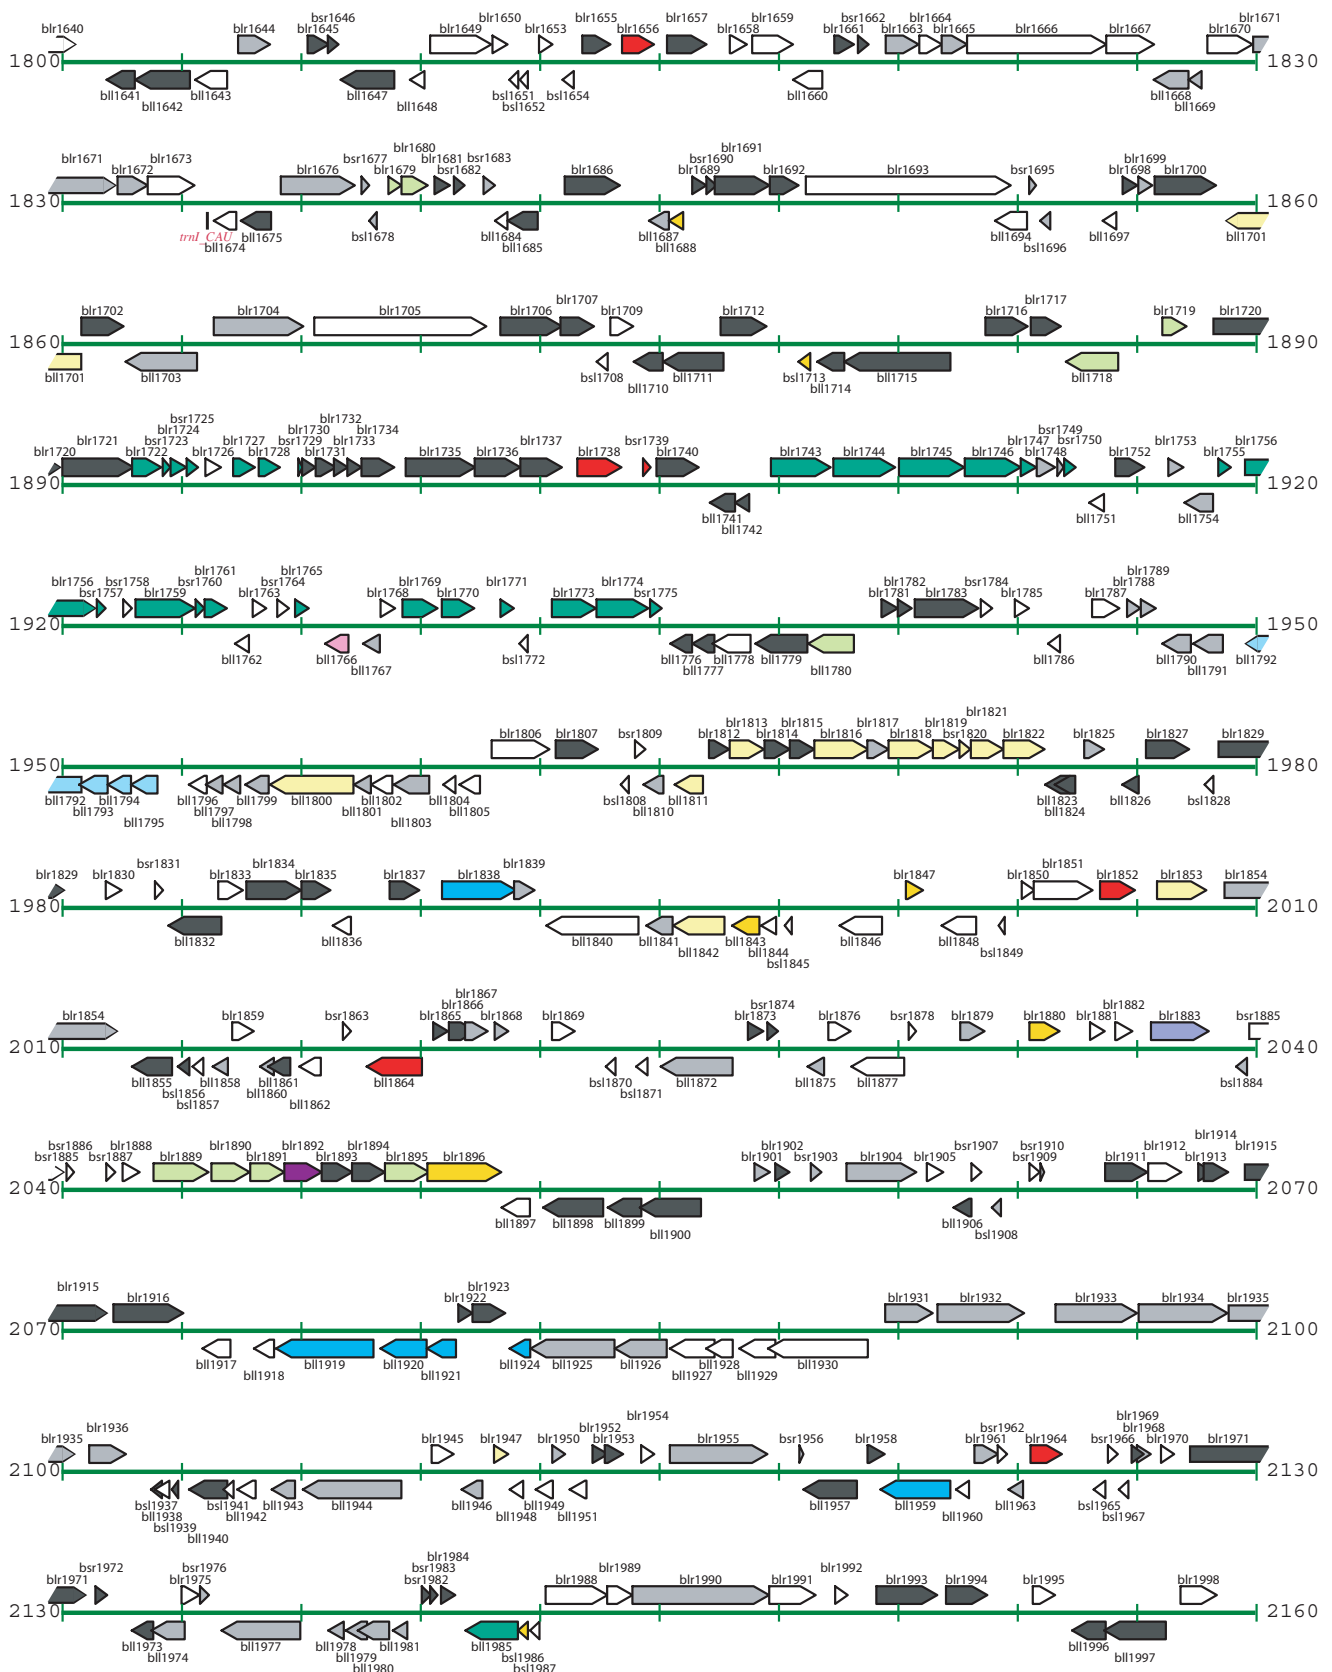 bsr1646 blr1650 bsr1662 blr1664
blr1640 blr1644 blr1645 blr1649 blr1653 blr1655 blr1656 blr1657 blr1658 blr1659 blr1661 blr1663 blr1665 blr1666 blr1667 blr1670 blr1671
1800 1830
bll1641 bll1642 bll1643 bll1647 bll1648 bsl1651 bsl1652 bsl1654 bll1660 bll1668 bll1669
blr1680 blr1691
blr1671 blr1672 blr1673 blr1676 bsr1677 blr1679 blr1681 bsr1682 bsr1683 blr1686 blr1689 bsr1690 blr1692 blr1693 bsr1695 blr1698 blr1699 blr1700
1830 1860
trnI_CAU bll1674 bll1675 bsl1678 bll1684 bll1685 bll1687 bll1688 bll1694 bsl1696 bll1697 bll1701
blr1702 blr1704 blr1705 blr1706 blr1707 blr1709 blr1712 blr1716 blr1717 blr1719 blr1720
1860 1890
bll1701 bll1703 bsl1708 bll1710 bll1711 bsl1713 bll1714 bll1715 bll1718
bsr1725 blr1732
blr1724 blr1730 blr1734 bsr1749
blr1720 blr1721 blr1722 bsr1723 blr1726 blr1727 blr1728 bsr1729 blr1731 blr1733 blr1735 blr1736 blr1737 blr1738 bsr1739 blr1740 blr1743 blr1744 blr1745 blr1746 blr1747 blr1748 bsr1750 blr1752 blr1753 blr1755 blr1756
1890 1920
bll1741 bll1742 bll1751 bll1754
blr1761 blr1765 blr1789
blr1756 bsr1757 bsr1758 blr1759 bsr1760 blr1763 bsr1764 blr1768 blr1769 blr1770 blr1771 blr1773 blr1774 bsr1775 blr1781 blr1782 blr1783 bsr1784 blr1785 blr1787 blr1788
1920 1950
bll1762 bll1766 bll1767 bsl1772 bll1776 bll1777 bll1778 bll1779 bll1780 bll1786 bll1790 bll1791 bll1792
blr1821
blr1806 blr1807 bsr1809 blr1812 blr1813 blr1814 blr1815 blr1816 blr1817 blr1818 blr1819 bsr1820 blr1822 blr1825 blr1827 blr1829
1950 1980
bll1792 bll1793 bll1794 bll1795 bll1796 bll1797 bll1798 bll1799 bll1800 bll1801 bll1802 bll1803 bll1804 bll1805 bsl1808 bll1810 bll1811 bll1823 bll1824 bll1826 bsl1828
blr1829 blr1830 bsr1831 blr1833 blr1834 blr1835 blr1837 blr1838 blr1839 blr1847 blr1850 blr1851 blr1852 blr1853 blr1854
1980 2010
bll1832 bll1836 bll1840 bll1841 bll1842 bll1843 bll1844 bsl1845 bll1846 bll1848 bsl1849
blr1867
blr1854 blr1859 bsr1863 blr1865 blr1866 blr1868 blr1869 blr1873 bsr1874 blr1876 bsr1878 blr1879 blr1880 blr1881 blr1882 blr1883 bsr1885
2010 2040
bll1855 bsl1856 bsl1857 bll1858 bll1860 bll1861 bll1862 bll1864 bsl1870 bsl1871 bll1872 bll1875 bll1877 bsl1884
blr1914
bsr1886 bsr1885 bsr1887 blr1888 blr1889 blr1890 blr1891 blr1892 blr1893 blr1894 blr1895 blr1896 blr1901 blr1902 bsr1903 blr1904 blr1905 bsr1907 bsr1909 bsr1910 blr1911 blr1912 blr1913 blr1915
2040 2070
bll1897 bll1898 bll1899 bll1900 bll1906 bsl1908
blr1915 blr1916 blr1922 blr1923 blr1931 blr1932 blr1933 blr1934 blr1935
2070 2100
bll1917 bll1918 bll1919 bll1920 bll1921 bll1924 bll1925 bll1926 bll1927 bll1928 bll1929 bll1930
blr1954 blr1969
blr1935 blr1936 blr1945 blr1947 blr1950 blr1952 blr1953 blr1955 bsr1956 blr1958 blr1961 bsr1962 blr1964 bsr1966 blr1968 blr1970 blr1971
2100 2130
bsl1937 bll1938 bsl1939 bll1940 bsl1941 bll1942 bll1943 bll1944 bll1946 bll1948 bll1949 bll1951 bll1957 bll1959 bll1960 bll1963 bsl1965 bsl1967
blr1984
blr1971 bsr1972 blr1975 bsr1976 bsr1982 bsr1983 blr1988 blr1989 blr1990 blr1991 blr1992 blr1993 blr1994 blr1995 blr1998
2130 2160
bll1973 bll1974 bll1977 bll1978 bll1979 bll1980 bll1981 bll1985 bsl1986 bsl1987 bll1996 bll1997